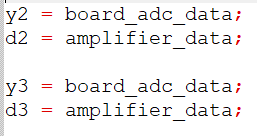 y2 = board_adc_data;
d2 = amplifier_data;
y3 = board_adc_data;
d3 = amplifier_data;